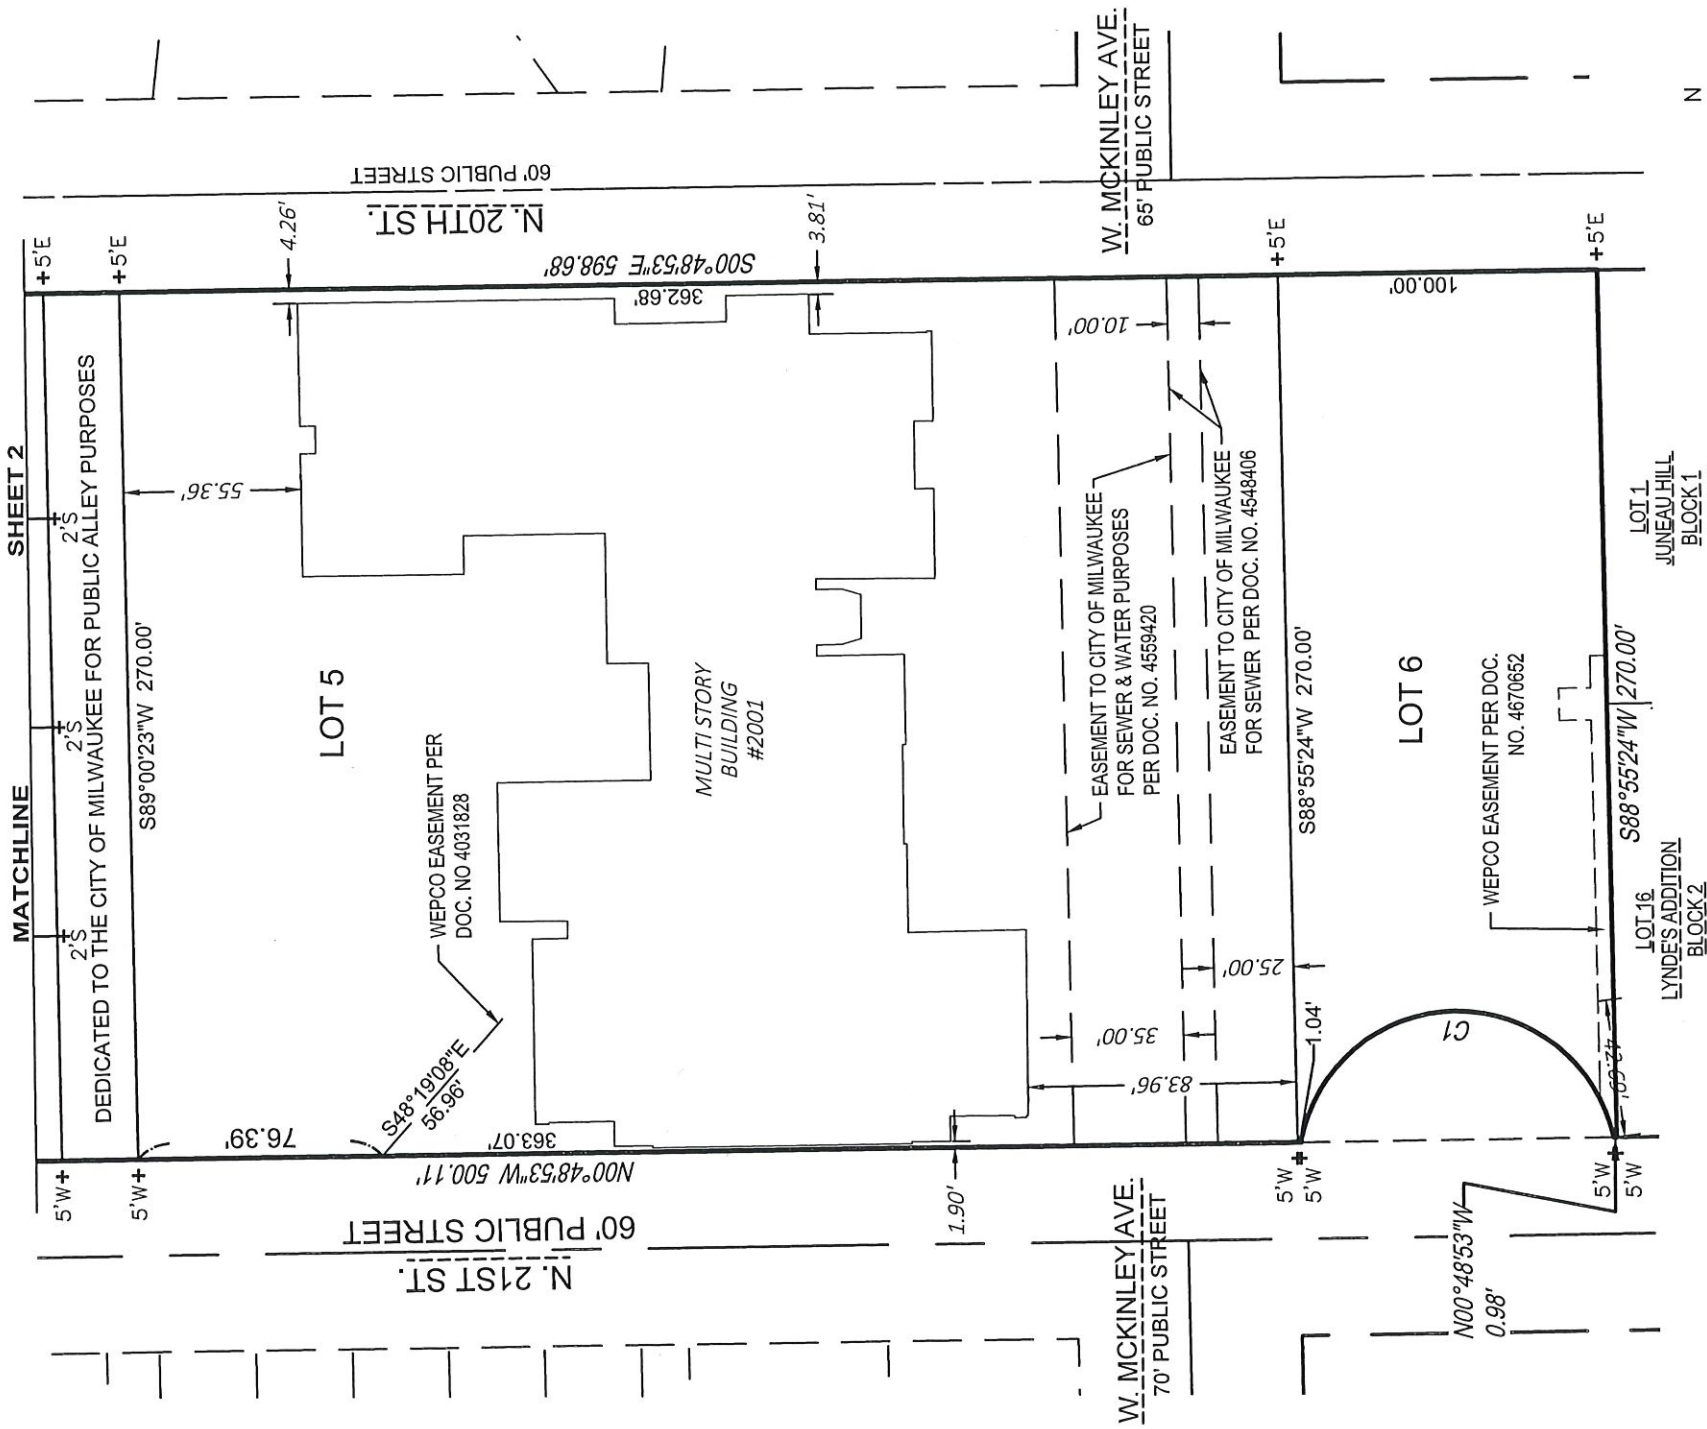 MATCHLINE
SHEET 2
5'E
5'E
2'S
2'S
2'S
DEDICATED TO THE CITY OF MILWAUKEE FOR PUBLIC ALLEY PURPOSES
5'W
5'W
S89°00'23"W 270.00'
60' PUBLIC STREET
N. 20TH ST.
4.26'
3.81'
S00°48'53"E 598.68'
362.68'
55.36'
LOT 5
WEPCO EASEMENT PER
DOC. NO 4031828
S48°19'08"E
56.96'
76.39'
363.07'
N00°48'53"W 500.11'
60' PUBLIC STREET
N. 21ST ST.
MULTI STORY
BUILDING
#2001
1.90'
W. MCKINLEY AVE.
65' PUBLIC STREET
10.00'
EASEMENT TO CITY OF MILWAUKEE
FOR SEWER & WATER PURPOSES
PER DOC. NO. 4559420
EASEMENT TO CITY OF MILWAUKEE
FOR SEWER PER DOC. NO. 4548406
25.00'
35.00'
83.96'
1.04'
W. MCKINLEY AVE.
70' PUBLIC STREET
S88°55'24"W 270.00'
5'E
5'W
5'W
100.00'
LOT 6
C1
WEPCO EASEMENT PER DOC.
NO. 4670652
42.69'
5'E
5'W
5'W
S88°55'24"W 270.00'
N00°48'53"W
0.98'
LOT 1
JUNEAU HILL
BLOCK 1
LOT 16
LYNDE'S ADDITION
BLOCK 2
N